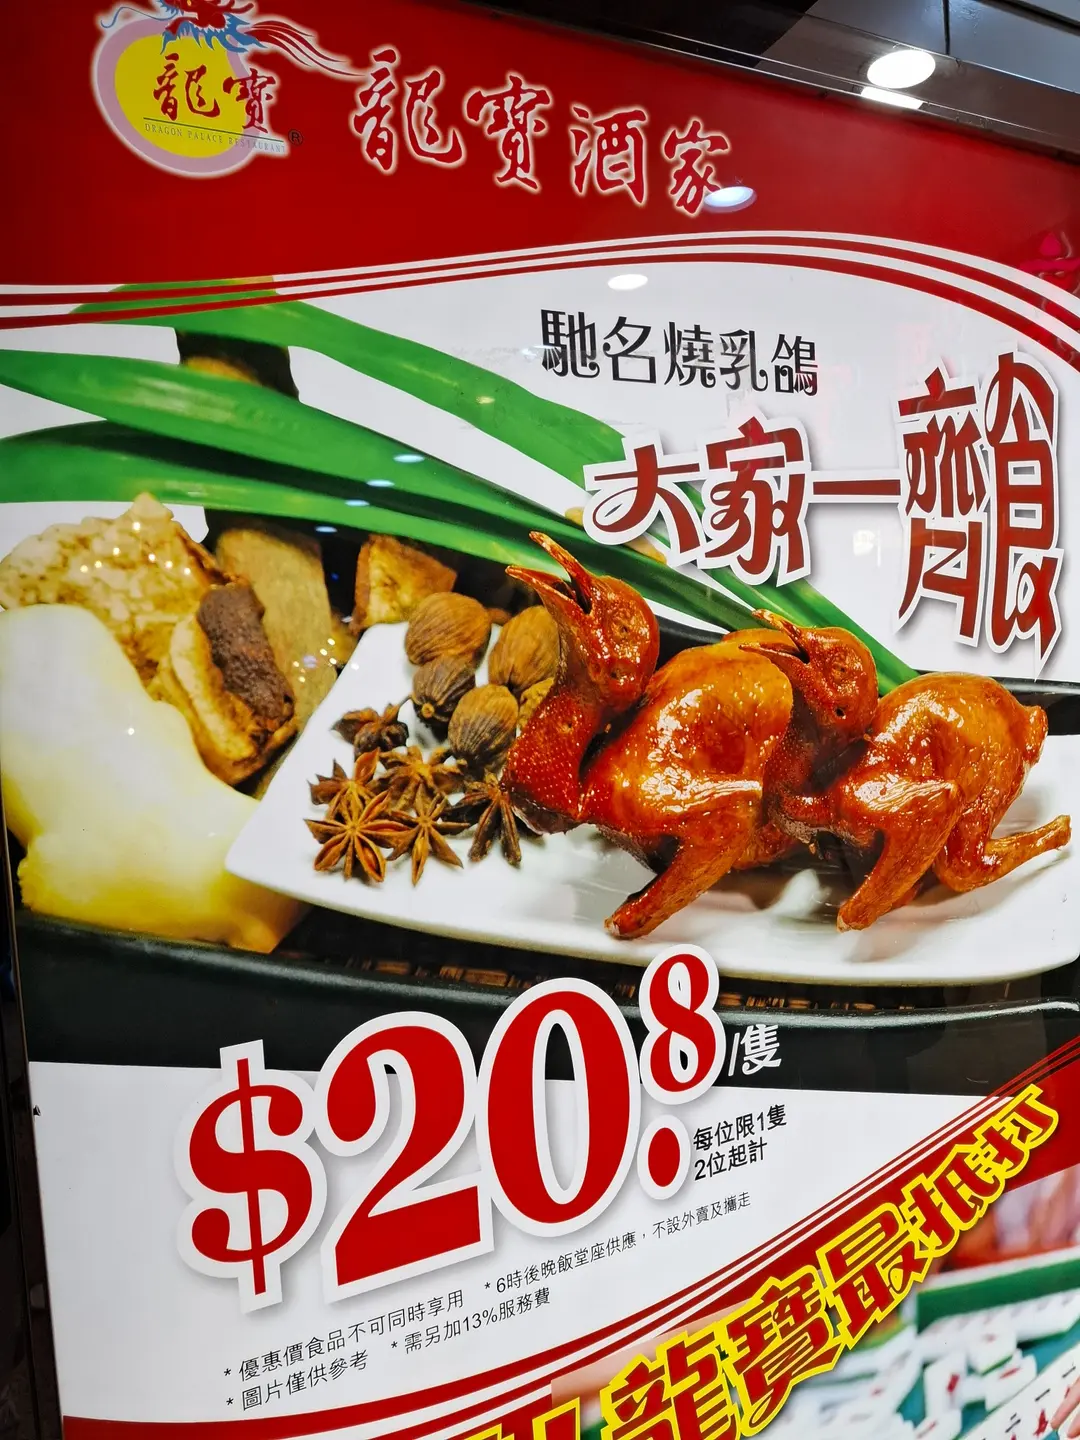 龍寶
DRAGON PALACE RESTAURANT
®
龍寶酒家
馳名燒乳鴿
大家一齊食
$20.8/隻
每位限1隻
2位起計
* 優惠價食品不可同時享用 * 6時後晚飯堂座供應，不設外賣及攜走
* 圖片僅供參考 * 需另加13%服務費
龍寶最抵打